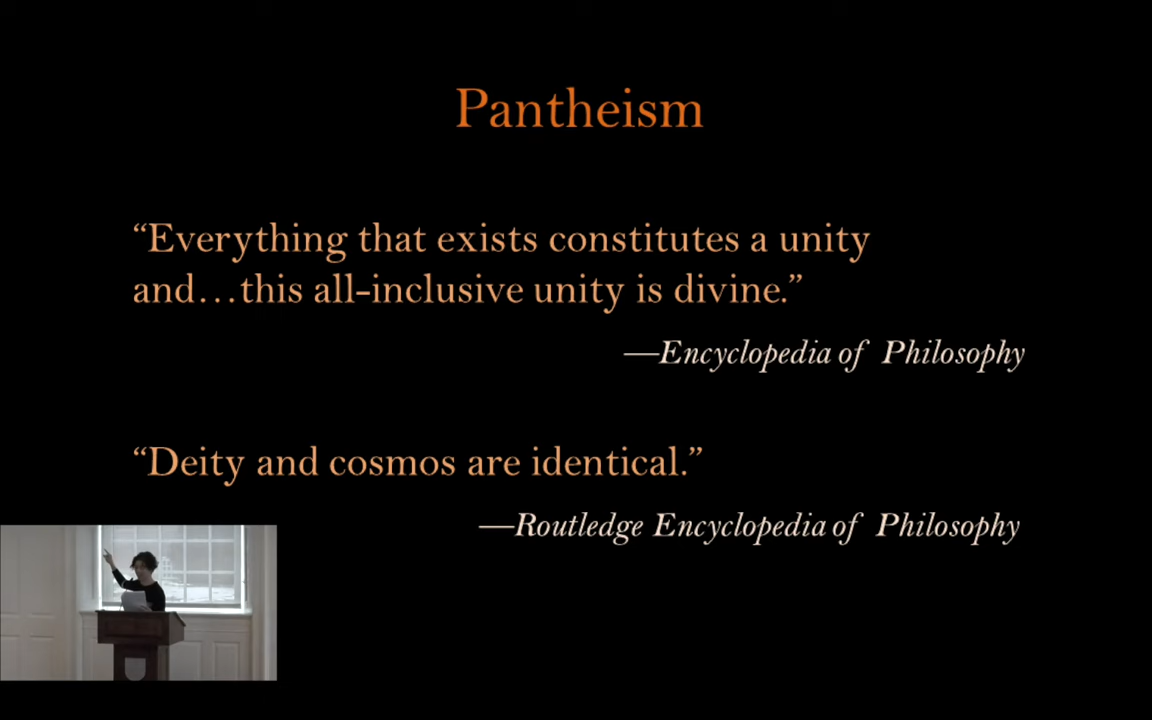 Pantheism
“Everything that exists constitutes a unity
and…this all-inclusive unity is divine.”
—Encyclopedia of Philosophy
“Deity and cosmos are identical.”
—Routledge Encyclopedia of Philosophy